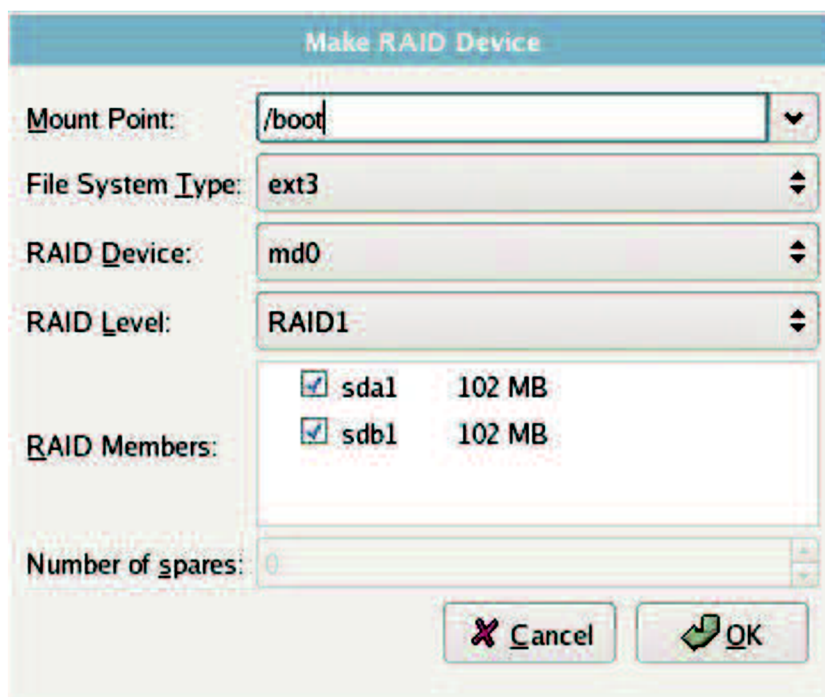 Make RAID Device
Mount Point: /boot
File System Type: ext3
RAID Device: md0
RAID Level: RAID1
sda1 102 MB
RAID Members:
sdb1 102 MB
Number of spares: 0
Cancel OK